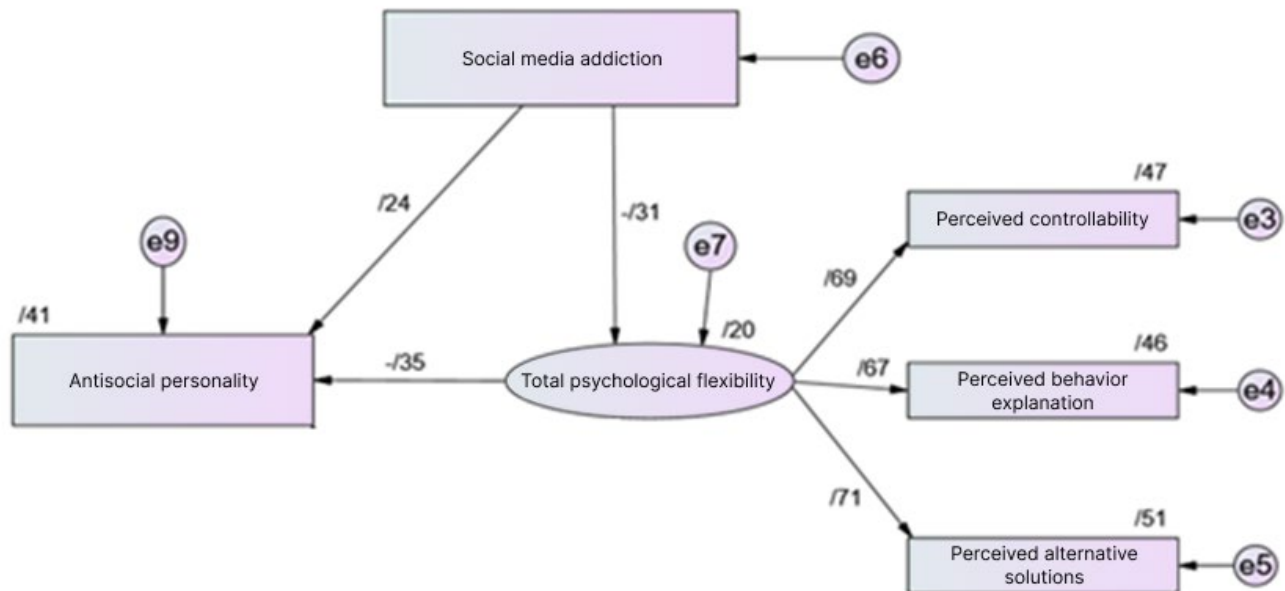 Social media addiction
e6
/24
-/31
/47
Perceived controllability
e3
e9
e7
/69
/41
/20
/46
Antisocial personality
-/35
Total psychological flexibility
/67
Perceived behavior
explanation
e4
/71
/51
Perceived alternative
solutions
e5